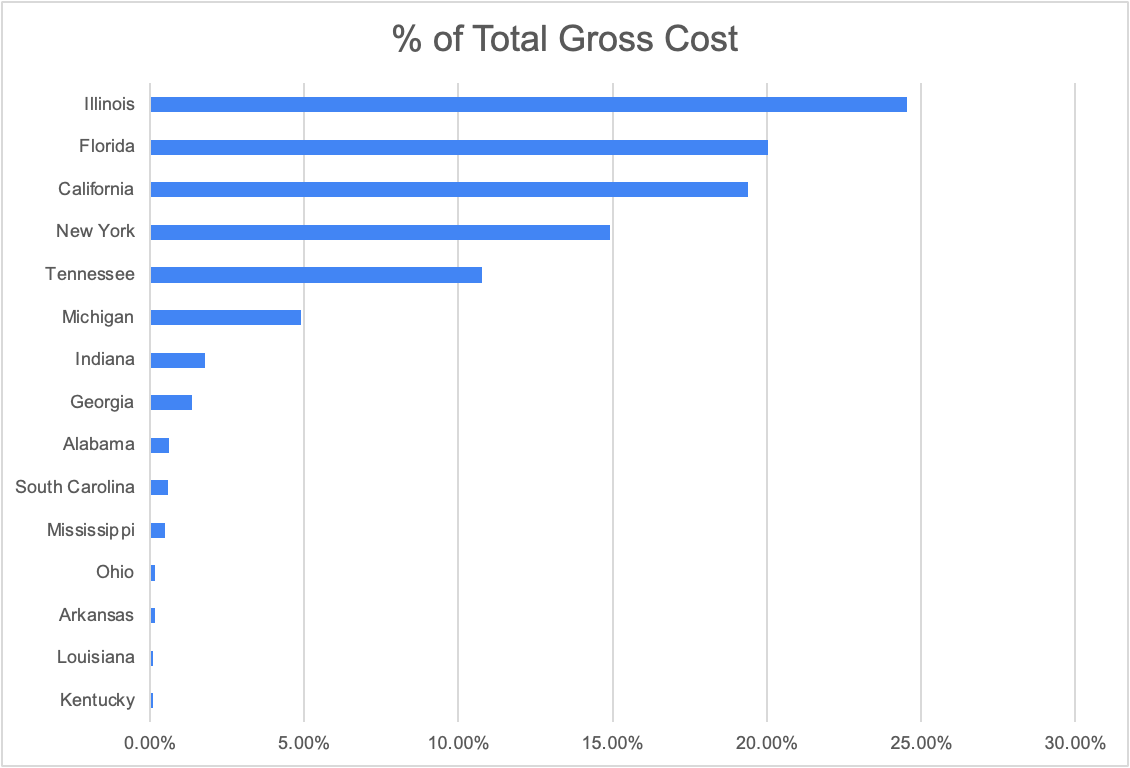 % of Total Gross Cost
Illinois
Florida
California
New York
Tennessee
Michigan
Indiana
Georgia
Alabama
South Carolina
Mississippi
Ohio
Arkansas
Louisiana
Kentucky
0.00% 5.00% 10.00% 15.00% 20.00% 25.00% 30.00%